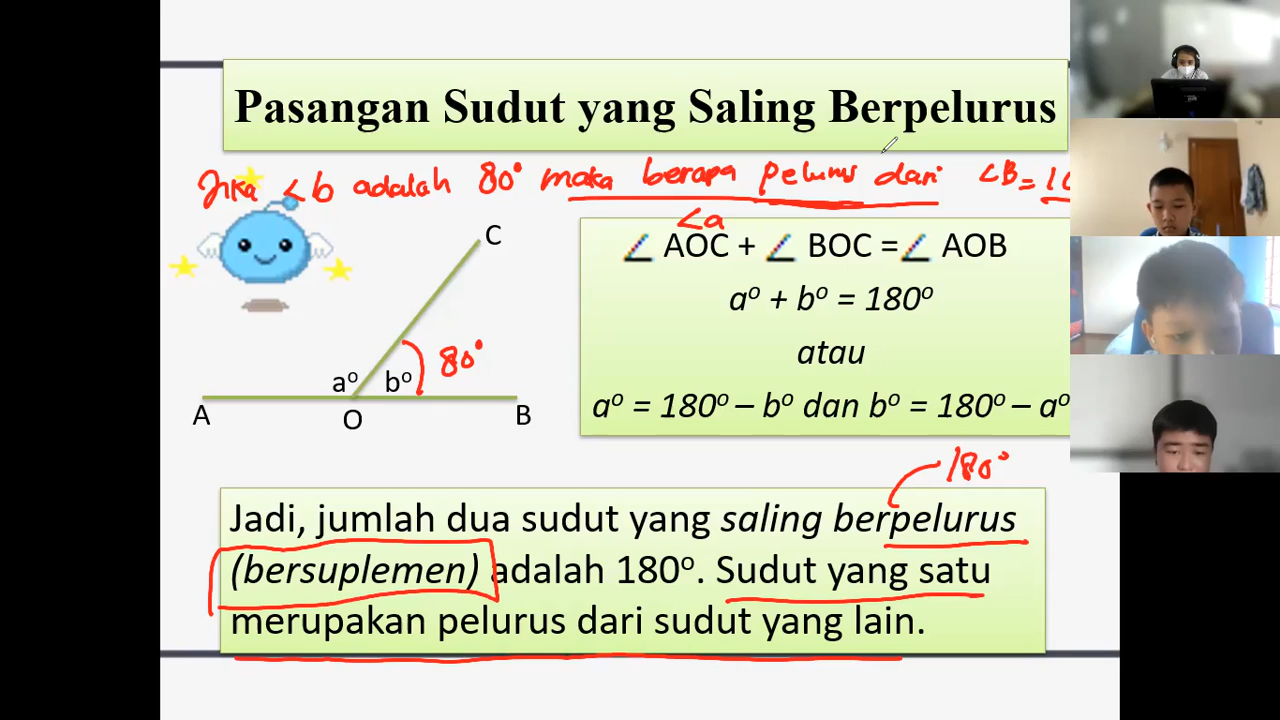 Pasangan Sudut yang Saling Berpelurus
Jika <b adalah 80° maka berapa pelurus dari <B=
<a
∠ AOC + ∠ BOC =∠ AOB
aº + bº = 180º
atau
aº = 180º – bº dan bº = 180º – aº
C
80°
aº bº
A O B
180°
Jadi, jumlah dua sudut yang saling berpelurus
(bersuplemen) adalah 180º. Sudut yang satu
merupakan pelurus dari sudut yang lain.